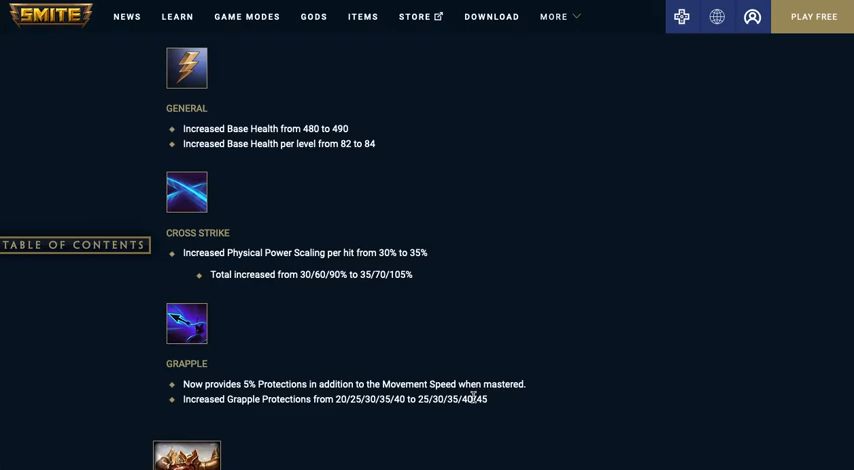 SMITE NEWS LEARN GAME MODES GODS ITEMS STORE DOWNLOAD MORE PLAY FREE
GENERAL
Increased Base Health from 480 to 490
Increased Base Health per level from 82 to 84
CROSS STRIKE
TABLE OF CONTENTS
Increased Physical Power Scaling per hit from 30% to 35%
Total increased from 30/60/90% to 35/70/105%
GRAPPLE
Now provides 5% Protections in addition to the Movement Speed when mastered.
Increased Grapple Protections from 20/25/30/35/40 to 25/30/35/40/45